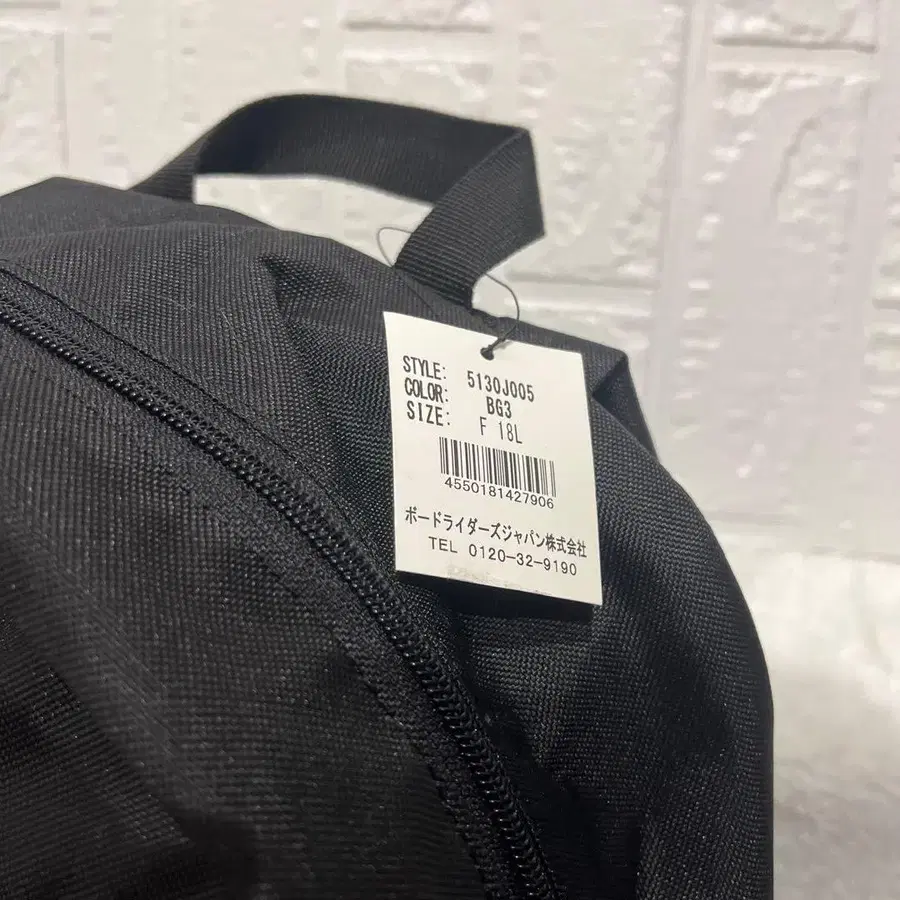 STYLE: 5130J005
COLOR: BG3
SIZE: F 18L
4550181427906
ボードライダーズジャパン株式会社
TEL 0120-32-9190